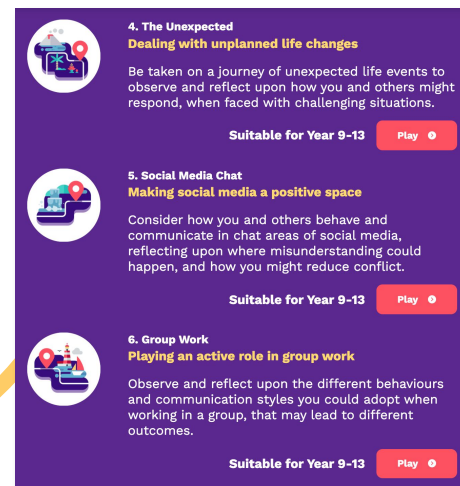 4. The Unexpected
Dealing with unplanned life changes
Be taken on a journey of unexpected life events to
observe and reflect upon how you and others might
respond, when faced with challenging situations.
Suitable for Year 9-13 Play
5. Social Media Chat
Making social media a positive space
Consider how you and others behave and
communicate in chat areas of social media,
reflecting upon where misunderstanding could
happen, and how you might reduce conflict.
Suitable for Year 9-13 Play
6. Group Work
Playing an active role in group work
Observe and reflect upon the different behaviours
and communication styles you could adopt when
working in a group, that may lead to different
outcomes.
Suitable for Year 9-13 Play